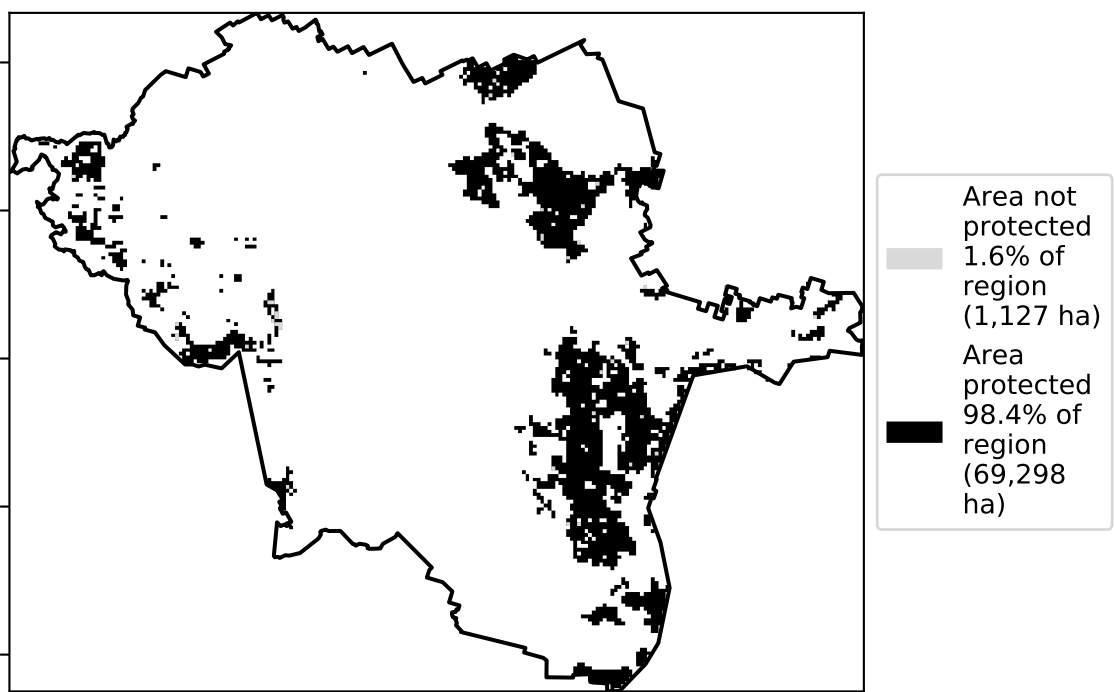 Area not
protected
1.6% of
region
(1,127 ha)
Area
protected
98.4% of
region
(69,298
ha)